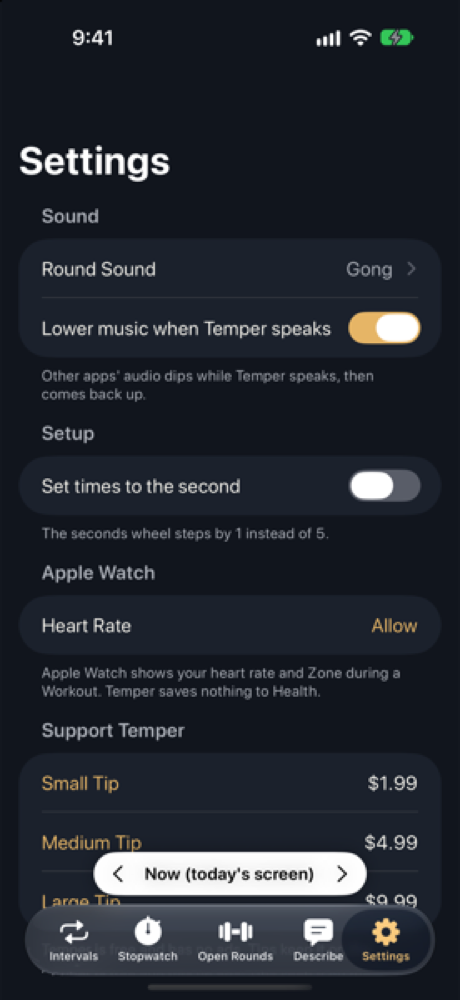 9:41
Settings
Sound
Round Sound
Gong
Lower music when Temper speaks
Other apps' audio dips while Temper speaks, then
comes back up.
Setup
Set times to the second
The seconds wheel steps by 1 instead of 5.
Apple Watch
Heart Rate
Allow
Apple Watch shows your heart rate and Zone during a
Workout. Temper saves nothing to Health.
Support Temper
Small Tip
$1.99
Medium Tip
$4.99
Now (today's screen)
Large Tip
$9.99
Intervals
Stopwatch
Open Rounds
Describe
Settings